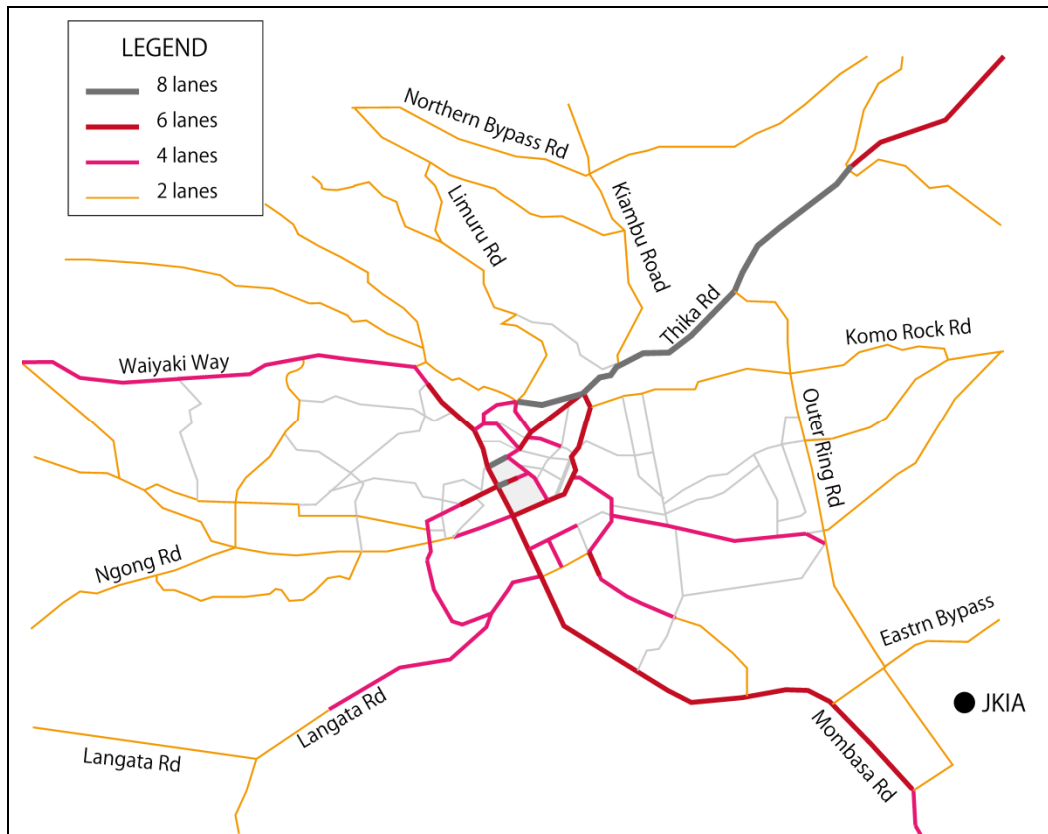 LEGEND
8 lanes
6 lanes
4 lanes
2 lanes
Northern Bypass Rd
Limuru Rd
Kiambu Road
Thika Rd
Komo Rock Rd
Waiyaki Way
Outer Ring Rd
Ngong Rd
Eastrn Bypass
JKIA
Langata Rd
Langata Rd
Mombasa Rd